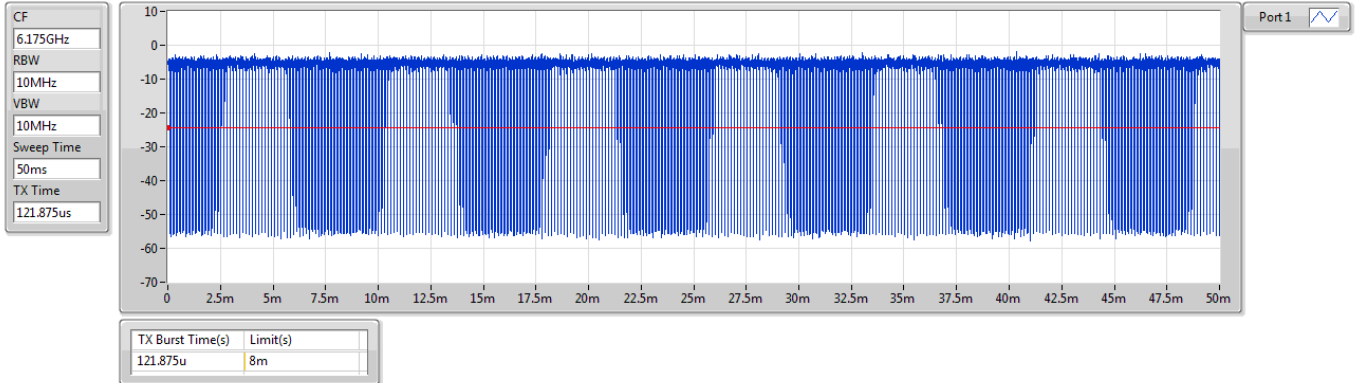 CF
6.175GHz
RBW
10MHz
VBW
10MHz
Sweep Time
50ms
TX Time
121.875us
10
0
-10
-20
-30
-40
-50
-60
-70
0 2.5m 5m 7.5m 10m 12.5m 15m 17.5m 20m 22.5m 25m 27.5m 30m 32.5m 35m 37.5m 40m 42.5m 45m 47.5m 50m
Port 1
TX Burst Time(s) Limit(s)
121.875u 8m